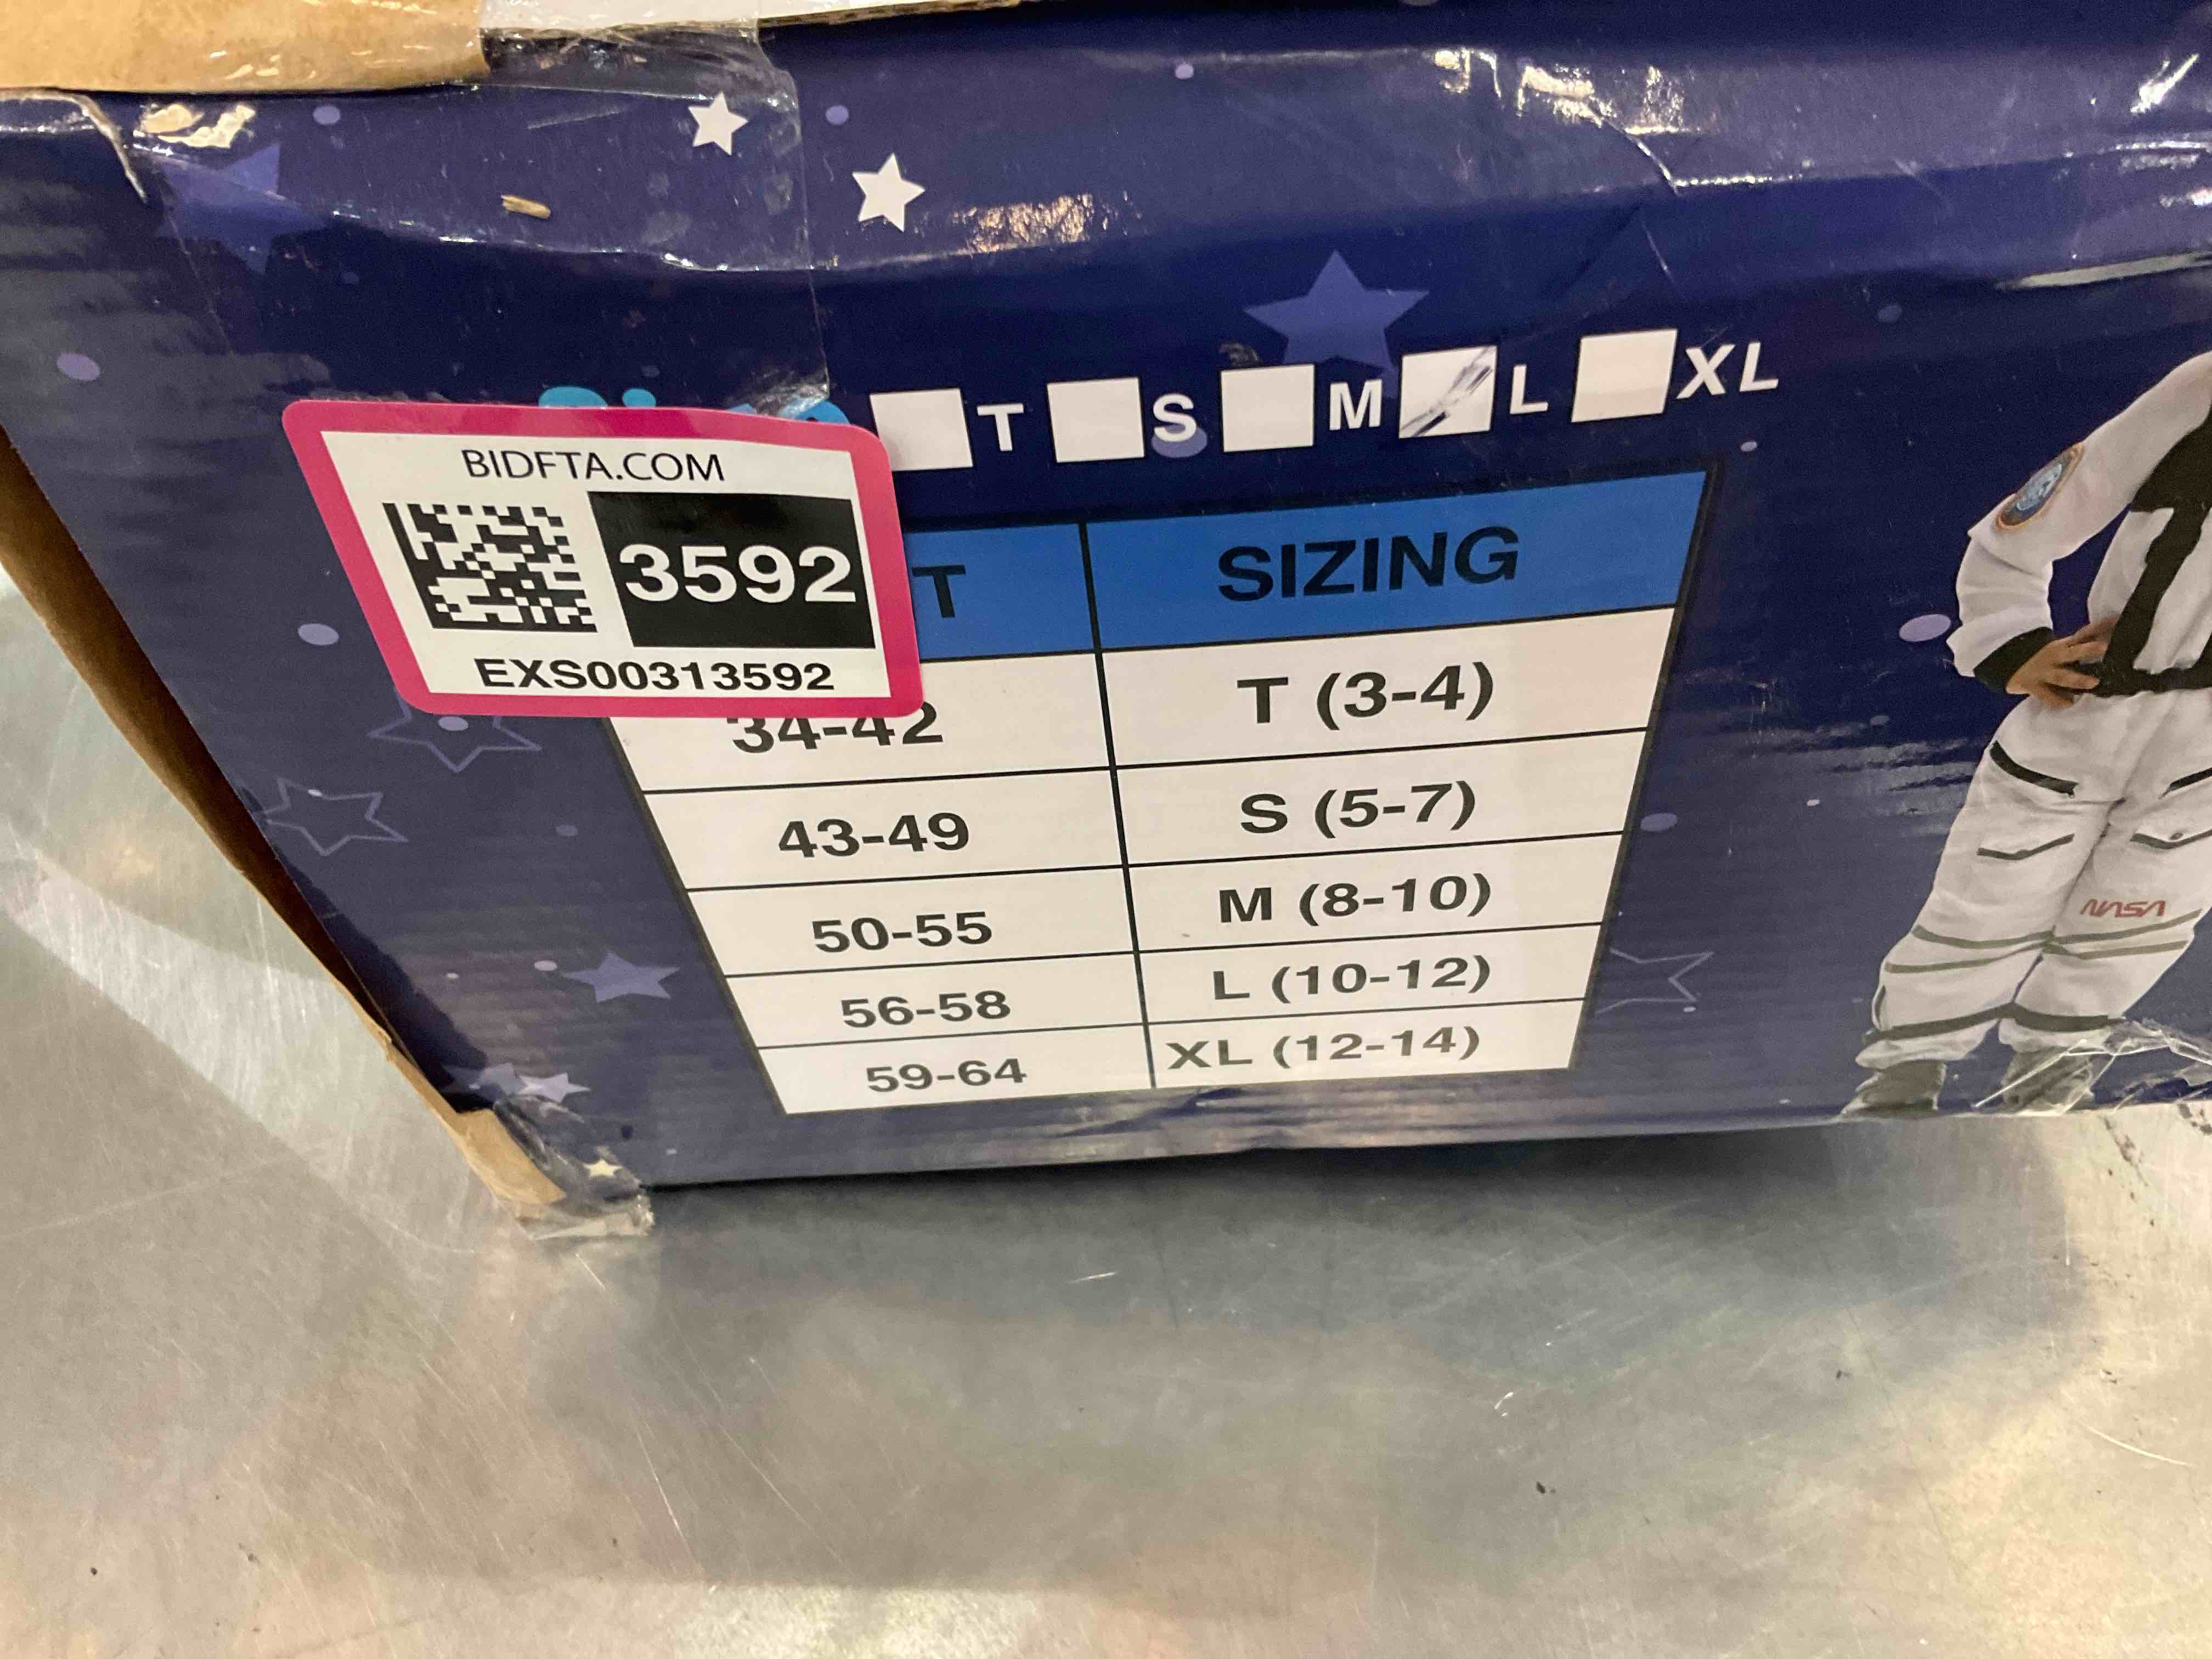 T S M L XL
BIDFTA.COM
3592
EXS00313592
T SIZING
34-42 T (3-4)
43-49 S (5-7)
50-55 M (8-10)
56-58 L (10-12)
59-64 XL (12-14)
NASA